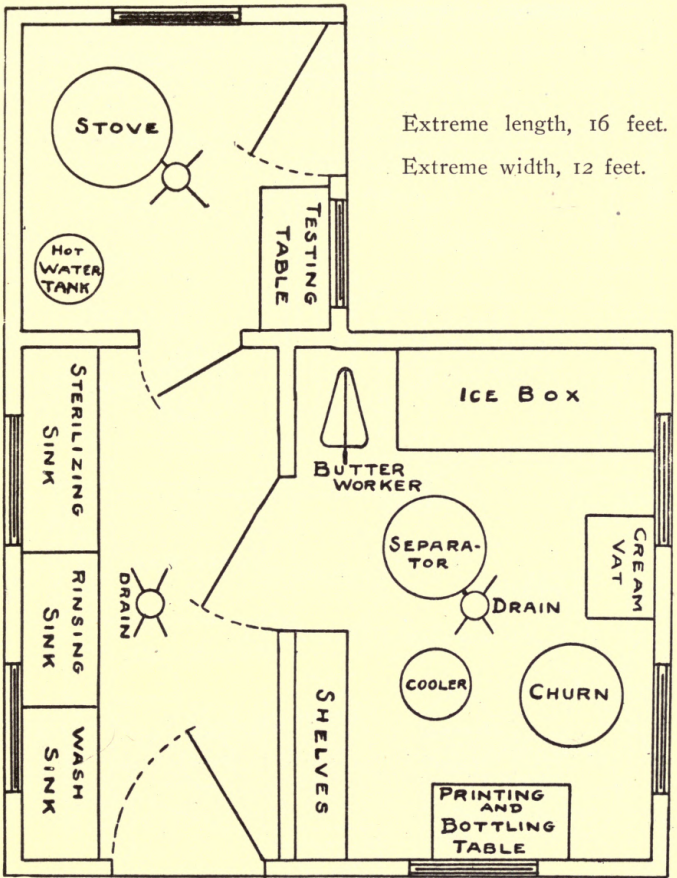 Extreme length, 16 feet.
Extreme width, 12 feet.
STOVE
HOT
WATER
TANK
TESTING
TABLE
STERILIZING
SINK
ICE BOX
BUTTER
WORKER
SEPARA-
TOR
CREAM
VAT
DRAIN
RINSING
SINK
DRAIN
COOLER
CHURN
SHELVES
WASH
SINK
PRINTING
AND
BOTTLING
TABLE